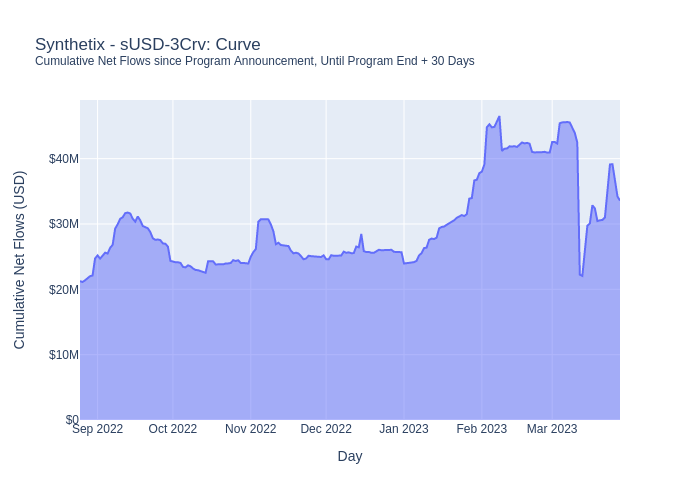 Synthetix - sUSD-3Crv: Curve
Cumulative Net Flows since Program Announcement, Until Program End + 30 Days
Cumulative Net Flows (USD)
$40M
$30M
$20M
$10M
$0
Sep 2022
Oct 2022
Nov 2022
Dec 2022
Jan 2023
Feb 2023
Mar 2023
Day